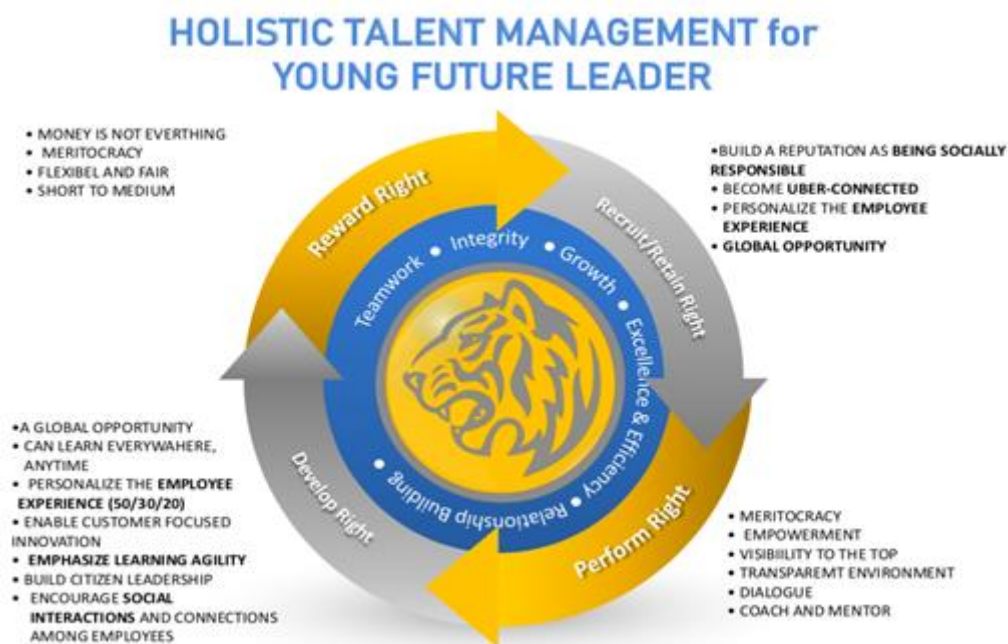 HOLISTIC TALENT MANAGEMENT for
YOUNG FUTURE LEADER
• MONEY IS NOT EVERTHING
• MERITOCRACY
• FLEXIBEL AND FAIR
• SHORT TO MEDIUM
•BUILD A REPUTATION AS BEING SOCIALLY
RESPONSIBLE
• BECOME UBER-CONNECTED
• PERSONALIZE THE EMPLOYEE
EXPERIENCE
• GLOBAL OPPORTUNITY
Reward Right
Recruit/Retain Right
Perform Right
Develop Right
Teamwork • Integrity • Growth • Excellence & Efficiency • Relationship Building •
•A GLOBAL OPPORTUNITY
• CAN LEARN EVERYWAHERE,
ANYTIME
• PERSONALIZE THE EMPLOYEE
EXPERIENCE (50/30/20)
• ENABLE CUSTOMER FOCUSED
INNOVATION
• EMPHASIZE LEARNING AGILITY
• BUILD CITIZEN LEADERSHIP
• ENCOURAGE SOCIAL
INTERACTIONS AND CONNECTIONS
AMONG EMPLOYEES
• MERITOCRACY
• EMPOWERMENT
• VISIBIILITY TO THE TOP
• TRANSPAREMT ENVIRONMENT
• DIALOGUE
• COACH AND MENTOR